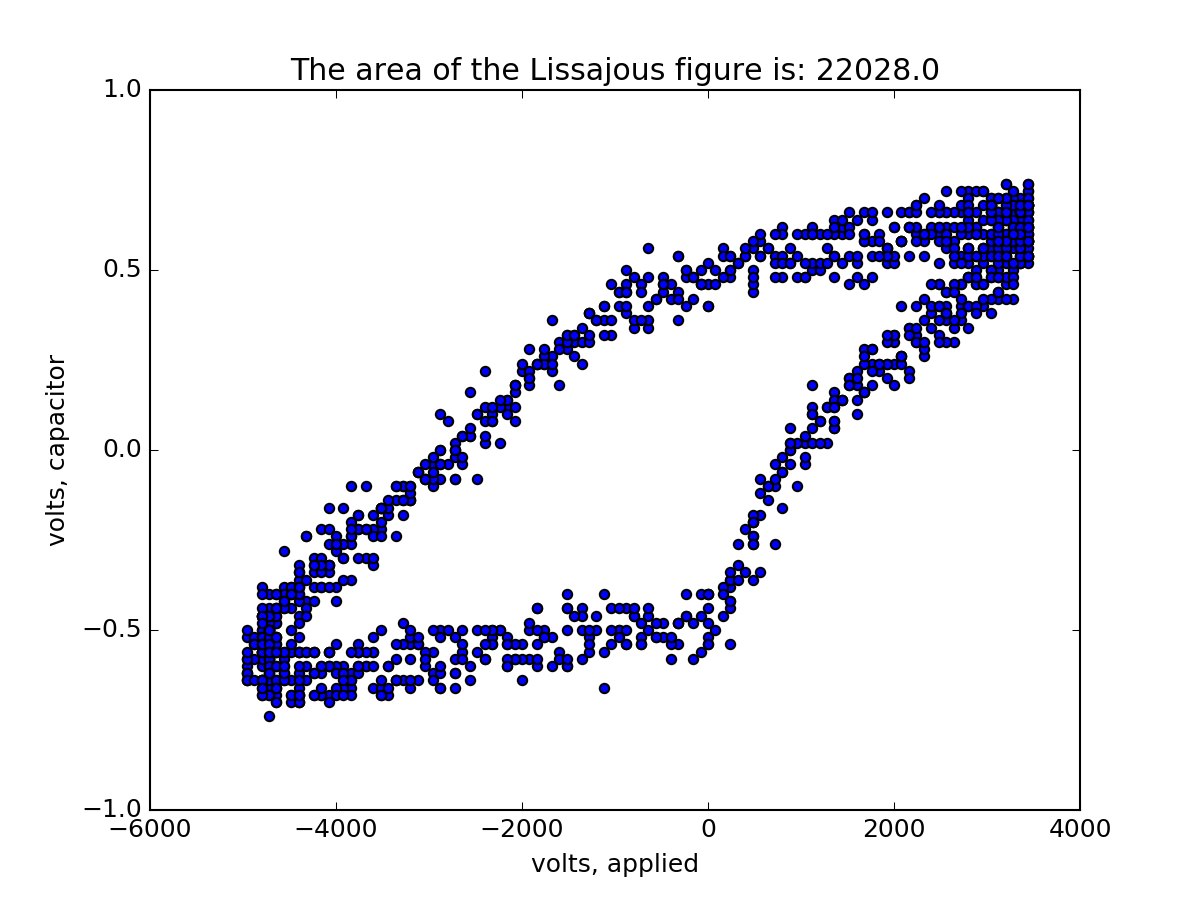 The area of the Lissajous figure is: 22028.0
1.0
0.5
0.0
−0.5
−1.0
volts, capacitor
−6000 −4000 −2000 0 2000 4000
volts, applied